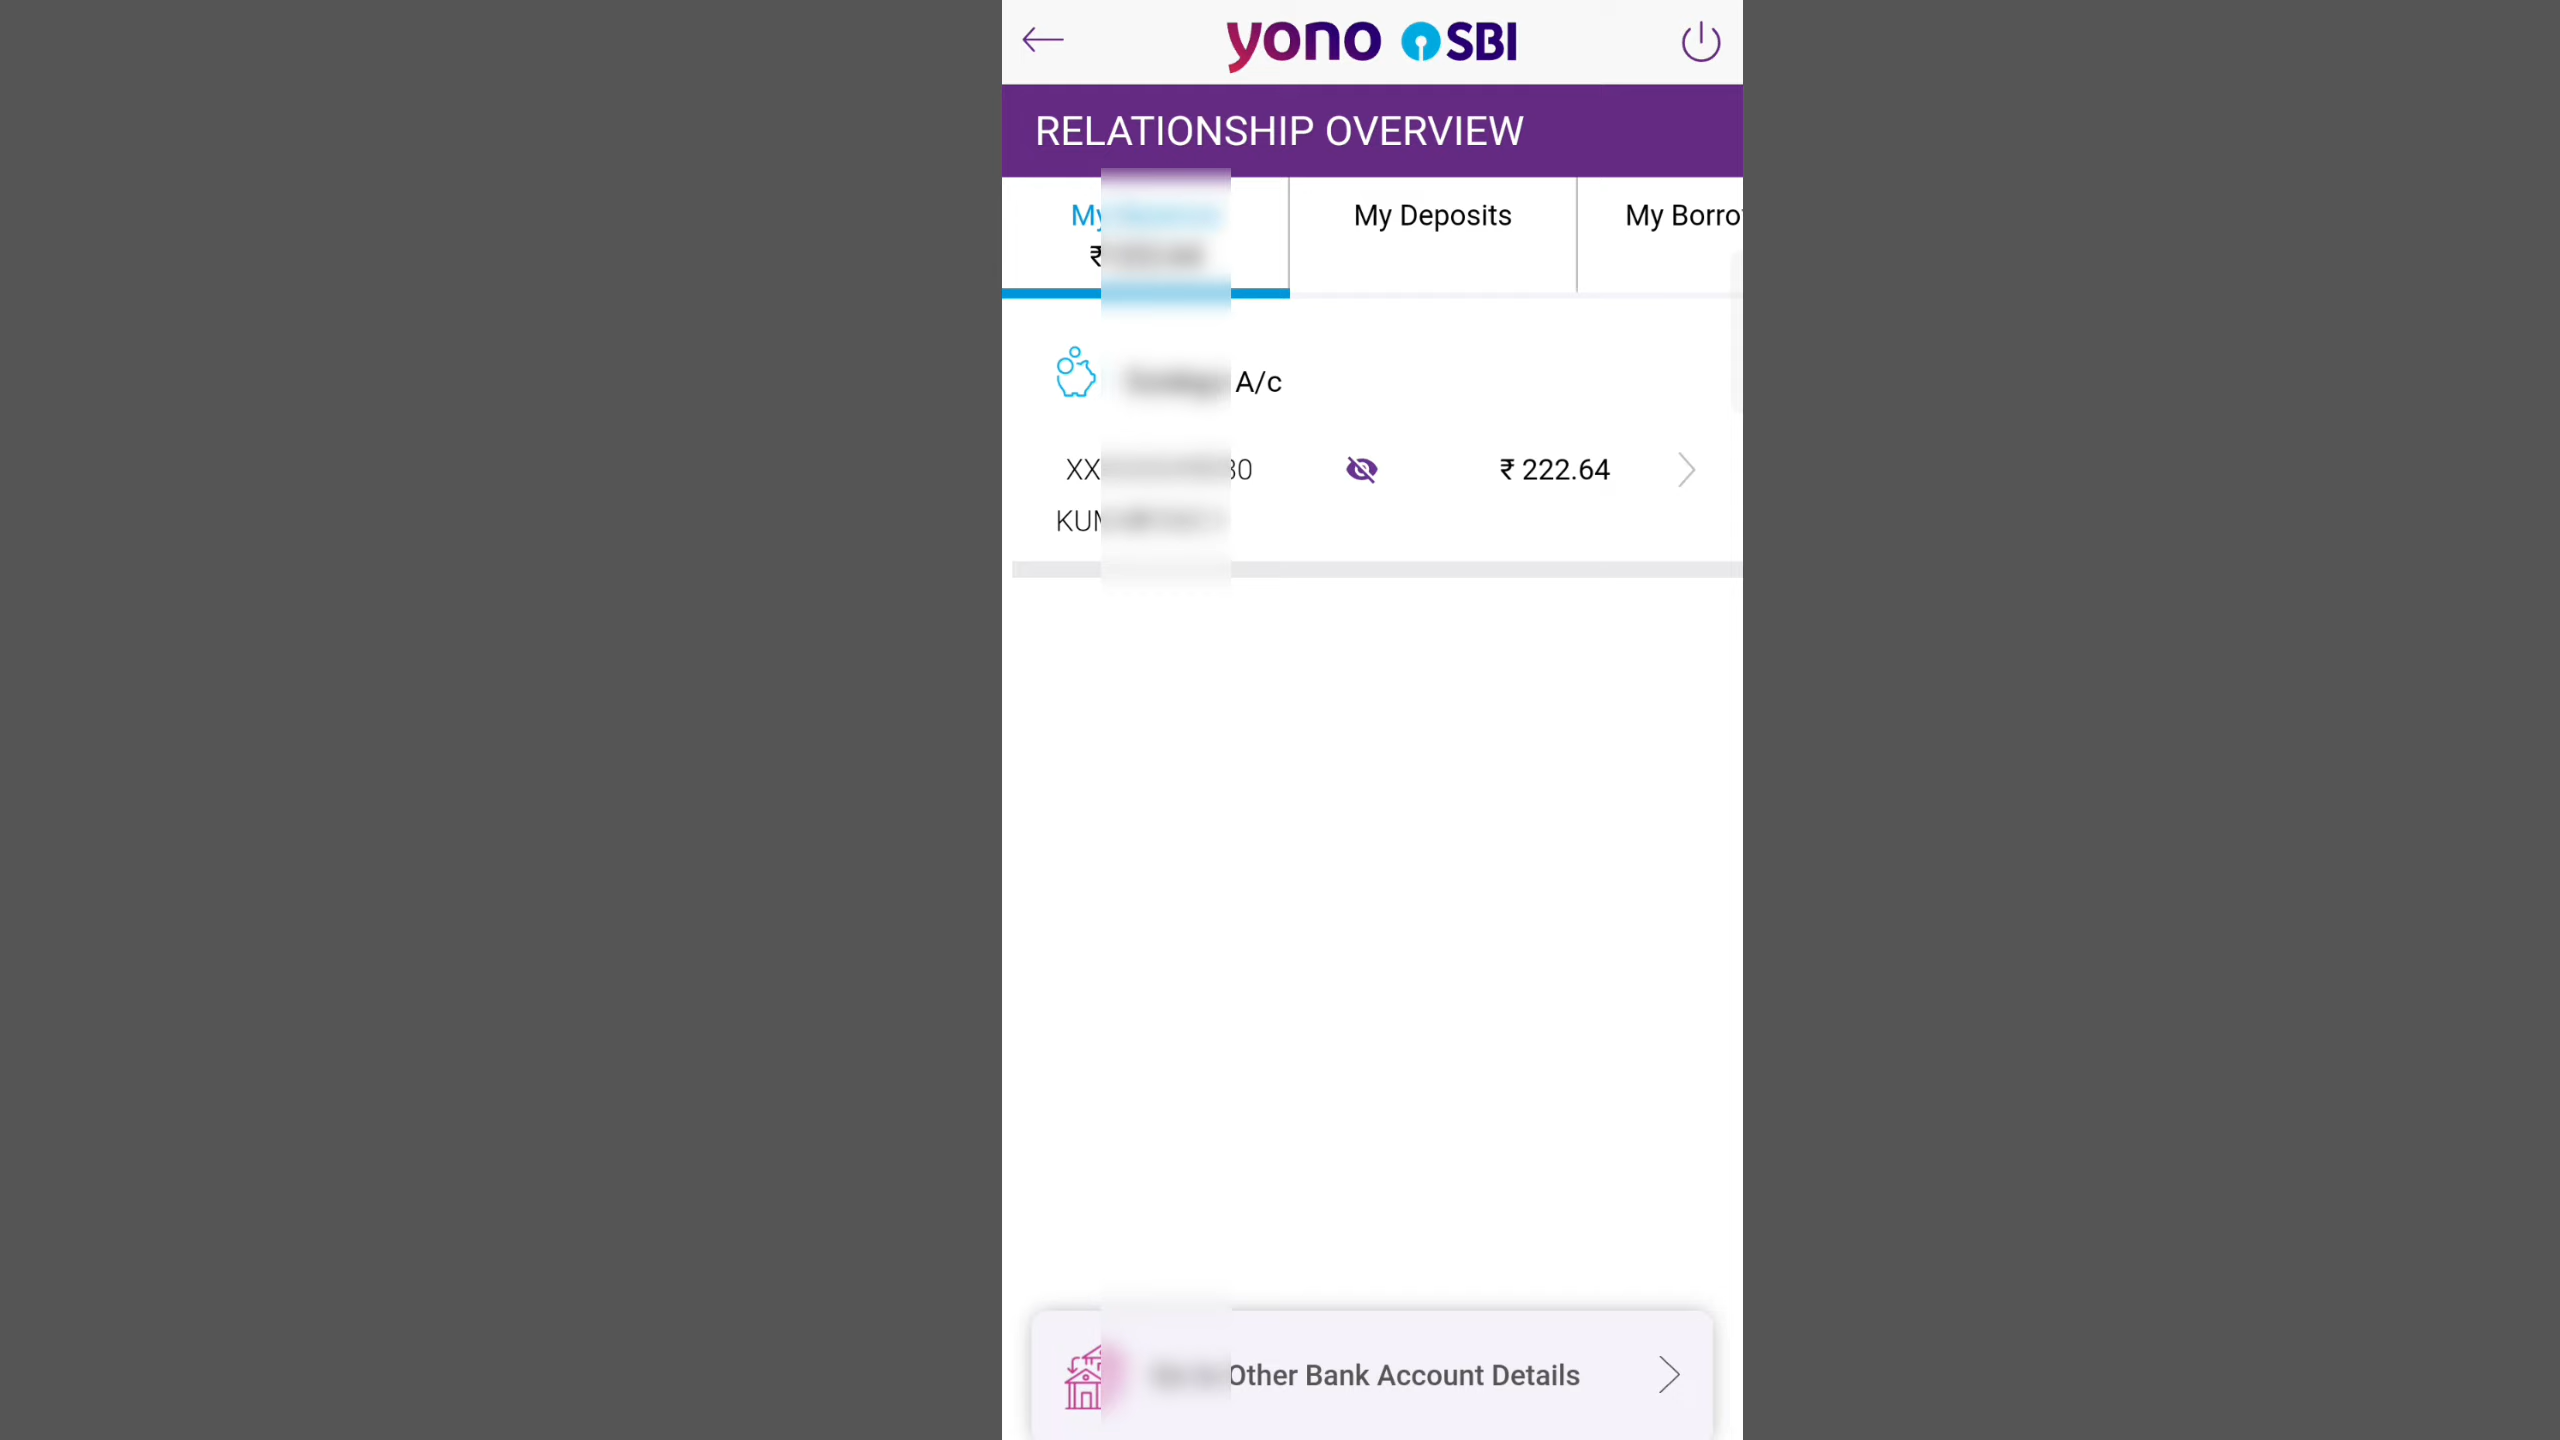 yono SBI
RELATIONSHIP OVERVIEW
My
My Deposits
My Borro
₹
A/c
XX 30
₹ 222.64
KUM
Other Bank Account Details